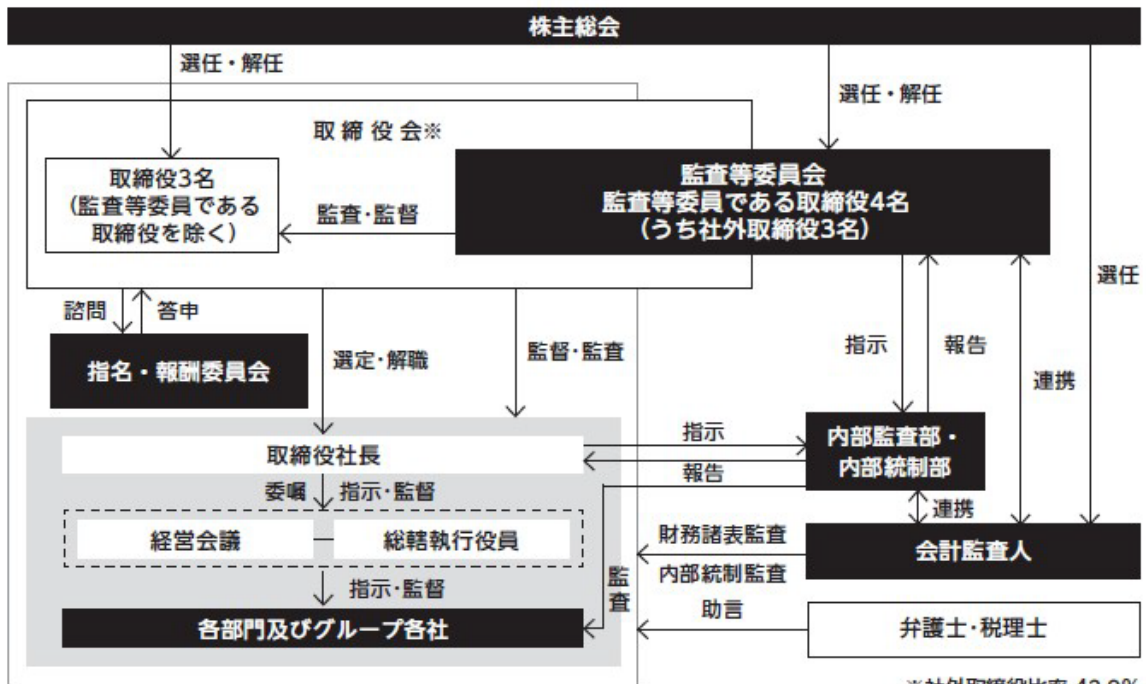 株主総会
選任・解任
選任・解任
取締役会※
取締役3名
(監査等委員である
取締役を除く)
監査・監督
監査等委員会
監査等委員である取締役4名
(うち社外取締役3名)
選任
諮問
答申
指名・報酬委員会
選定・解職
監督・監査
指示
報告
連携
取締役社長
指示
報告
内部監査部・
内部統制部
委嘱
指示・監督
連携
経営会議
総轄執行役員
財務諸表監査
内部統制監査
会計監査人
指示・監督
監査
助言
各部門及びグループ各社
弁護士・税理士
※社外取締役比率 42.9%